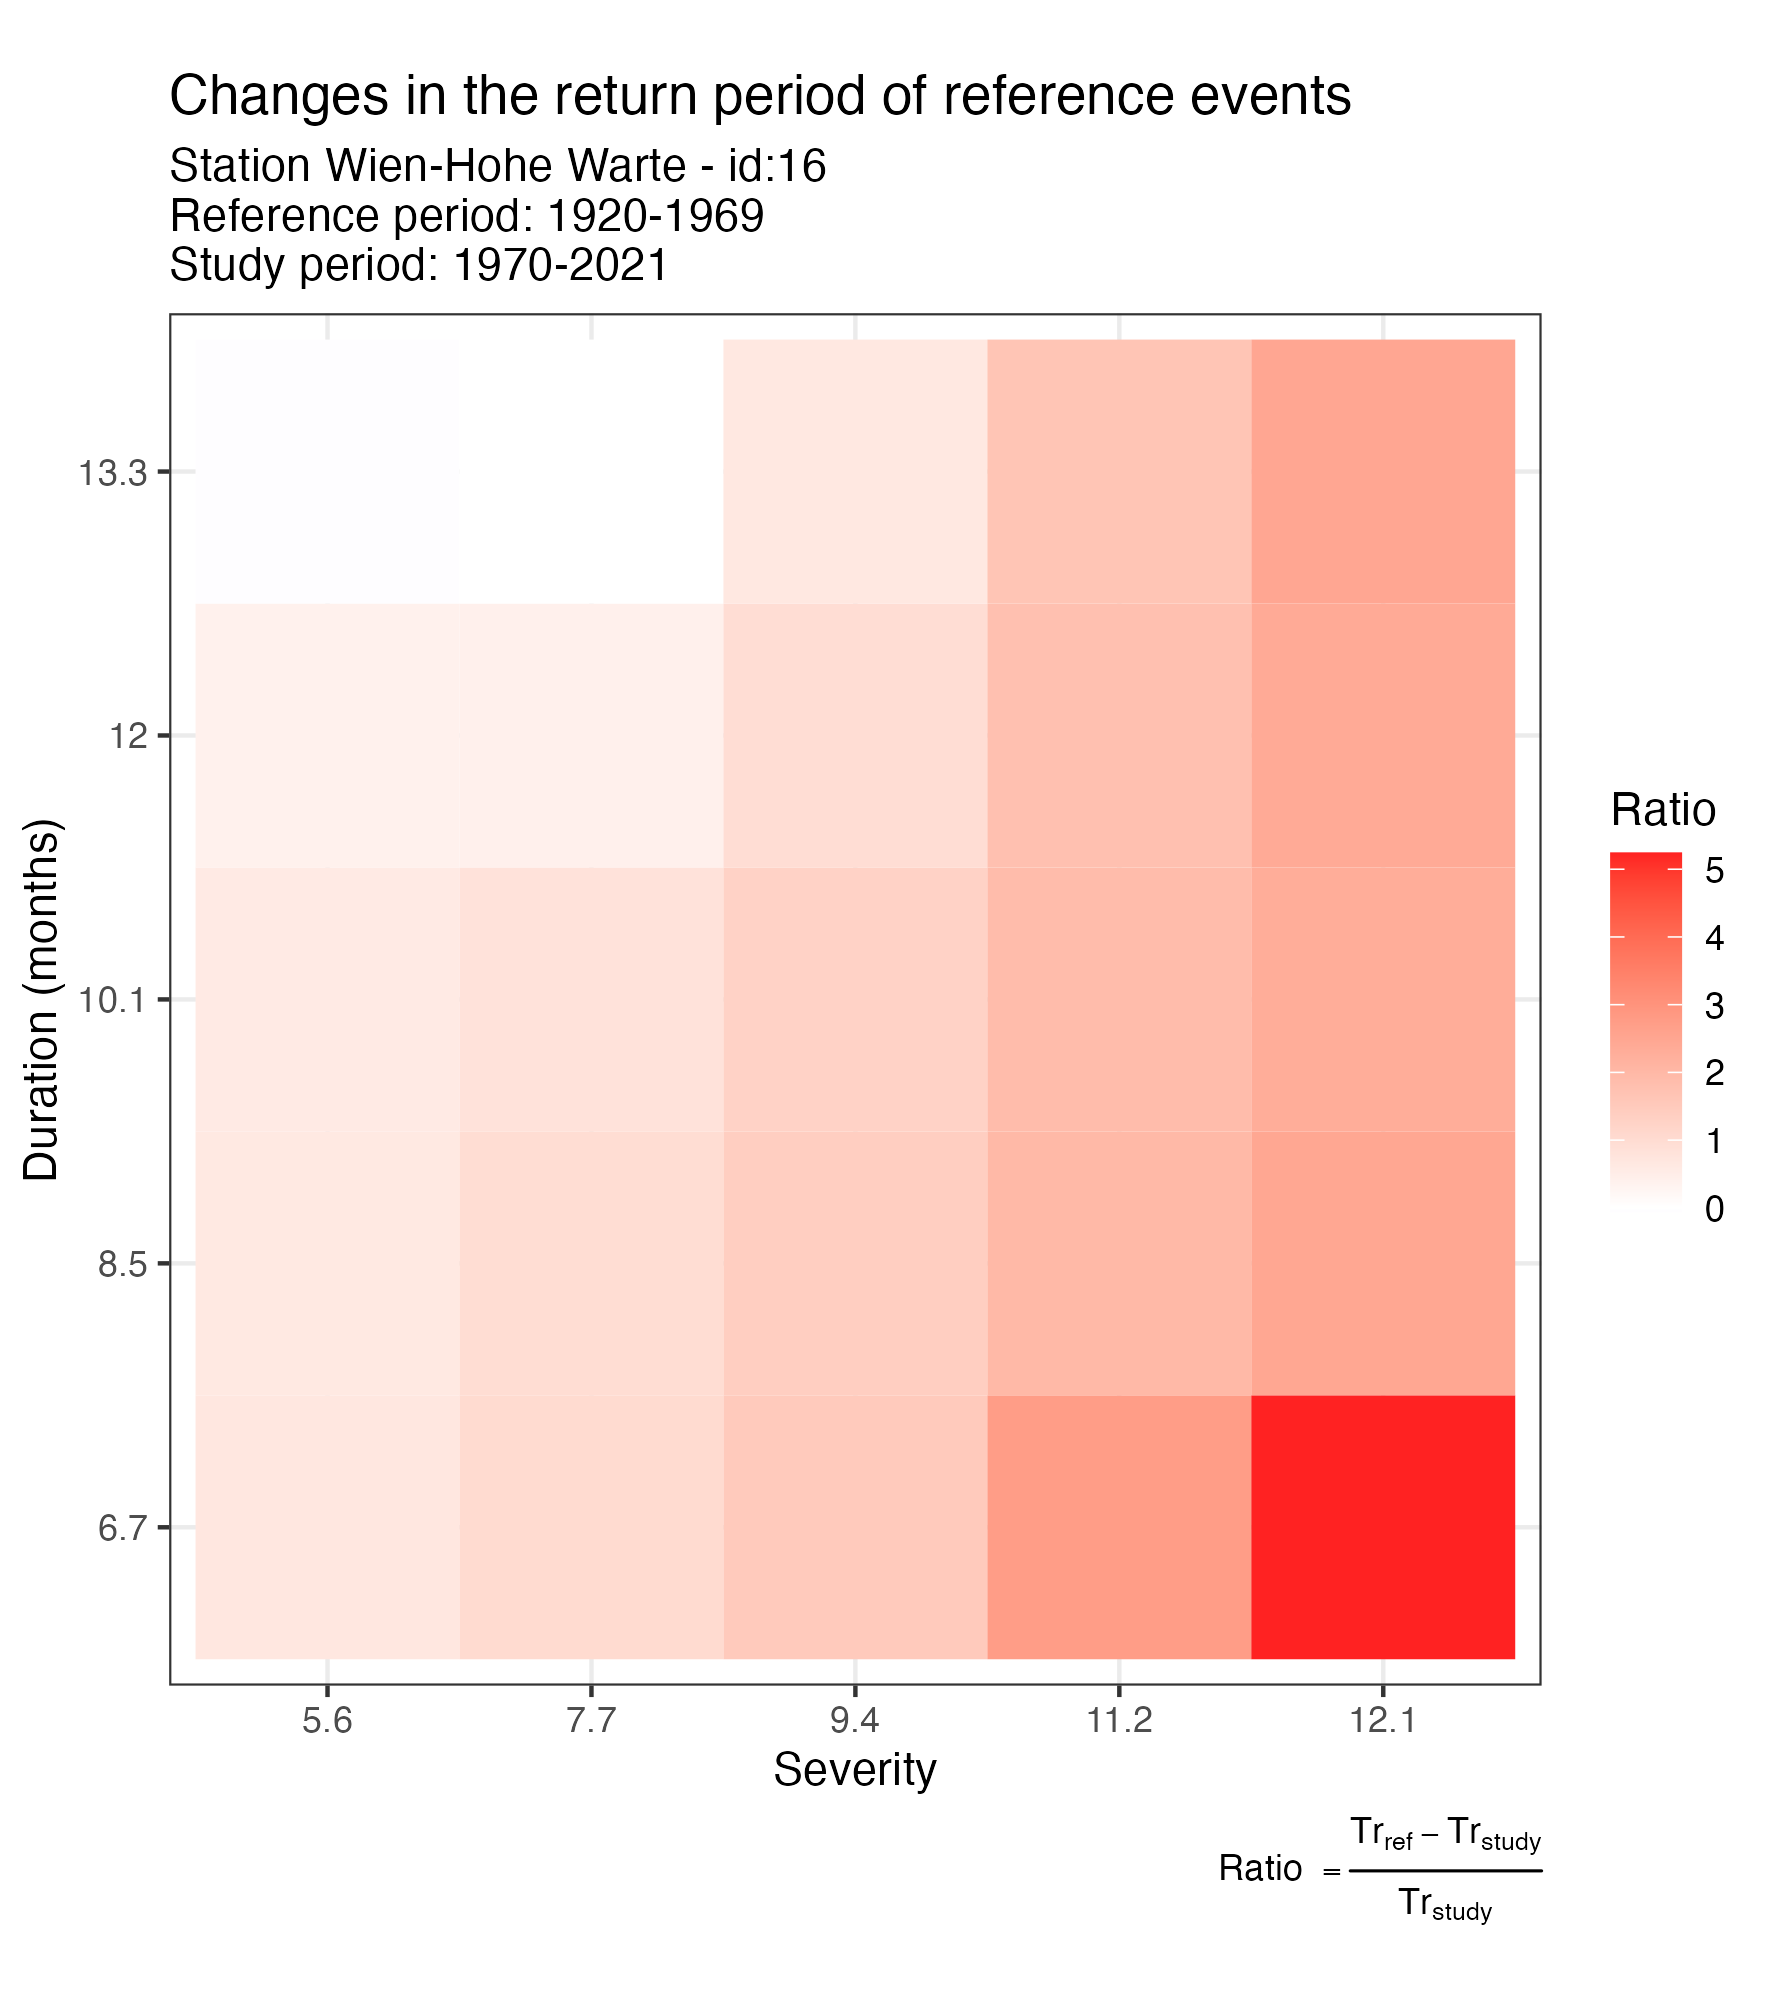 Changes in the return period of reference events
Station Wien-Hohe Warte - id:16
Reference period: 1920-1969
Study period: 1970-2021
13.3
12
10.1
8.5
6.7
Duration (months)
5.6 7.7 9.4 11.2 12.1
Severity
Ratio
5
4
3
2
1
0
Tr_ref − Tr_study
Ratio =
Tr_study